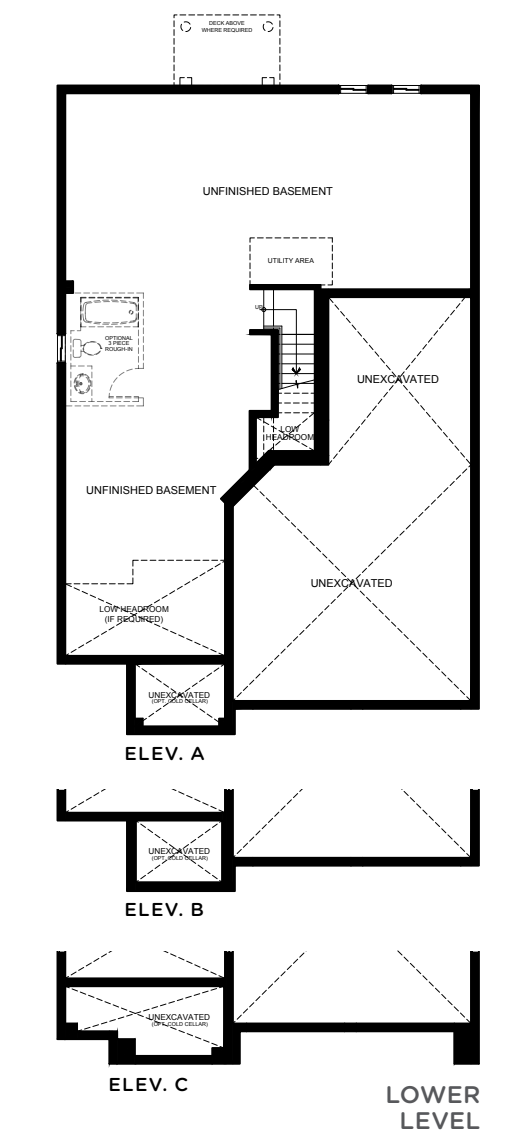 DECK ABOVE
WHERE REQUIRED
UNFINISHED BASEMENT
UTILITY AREA
UP
OPTIONAL
3 PIECE
ROUGH-IN
UNEXCAVATED
LOW
HEADROOM
UNFINISHED BASEMENT
UNEXCAVATED
LOW HEADROOM
(IF REQUIRED)
UNEXCAVATED
(OPT. COLD CELLAR)
ELEV. A
UNEXCAVATED
(OPT. COLD CELLAR)
ELEV. B
UNEXCAVATED
(OPT. COLD CELLAR)
ELEV. C
LOWER
LEVEL